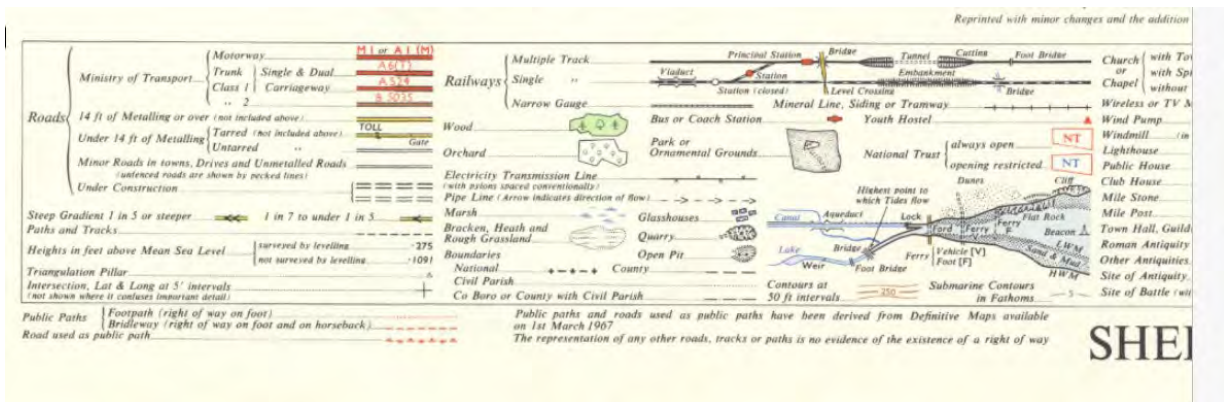 Reprinted with minor changes and the addition
Roads
Ministry of Transport
Motorway
M1 or A1 (M)
Trunk
Single & Dual
A6(T)
Class 1
Carriageway
A 524
,, 2
B 5035
14 ft of Metalling or over (not included above)
Under 14 ft of Metalling
Tarred (not included above)
TOLL
Untarred ,,
Gate
Minor Roads in towns, Drives and Unmetalled Roads
(unfenced roads are shown by pecked lines)
Under Construction
Steep Gradient 1 in 5 or steeper
1 in 7 to under 1 in 5
Paths and Tracks
Heights in feet above Mean Sea Level
surveyed by levelling
·275
not surveyed by levelling
·1091
Triangulation Pillar
Intersection, Lat & Long at 5' intervals
(not shown where it confuses important detail)
Railways
Multiple Track
Single ,,
Narrow Gauge
Principal Station
Bridge
Tunnel
Cutting
Foot Bridge
Viaduct
Station
Embankment
Station (closed)
Level Crossing
Bridge
Mineral Line, Siding or Tramway
Wood
Bus or Coach Station
Youth Hostel
Orchard
Park or
Ornamental Grounds
National Trust
always open
NT
opening restricted
NT
Electricity Transmission Line
(with pylons spaced conventionally)
Pipe Line (Arrow indicates direction of flow)
Marsh
Glasshouses
Bracken, Heath and
Rough Grassland
Quarry
Boundaries
Open Pit
National
County
Civil Parish
Co Boro or County with Civil Parish
Highest point to
which Tides flow
Dunes
Cliff
Canal
Aqueduct
Lock
Flat Rock
Ford
Ferry
Ferry
F
Beacon
Lake
Bridge
Ferry
Vehicle [V]
Foot [F]
LWM
Sand & Mud
HWM
Weir
Foot Bridge
Contours at
50 ft intervals
250
Submarine Contours
in Fathoms
5
Church
or
Chapel
with
with
without
Wireless or TV
Wind Pump
Windmill
Lighthouse
Public House
Club House
Mile Stone
Mile Post
Town Hall,
Roman Antiquity
Other Antiquities
Site of Antiquity
Site of Battle
Public Paths
Footpath (right of way on foot)
Bridleway (right of way on foot and on horseback)
Road used as public path
Public paths and roads used as public paths have been derived from Definitive Maps available
on 1st March 1967
The representation of any other roads, tracks or paths is no evidence of the existence of a right of way